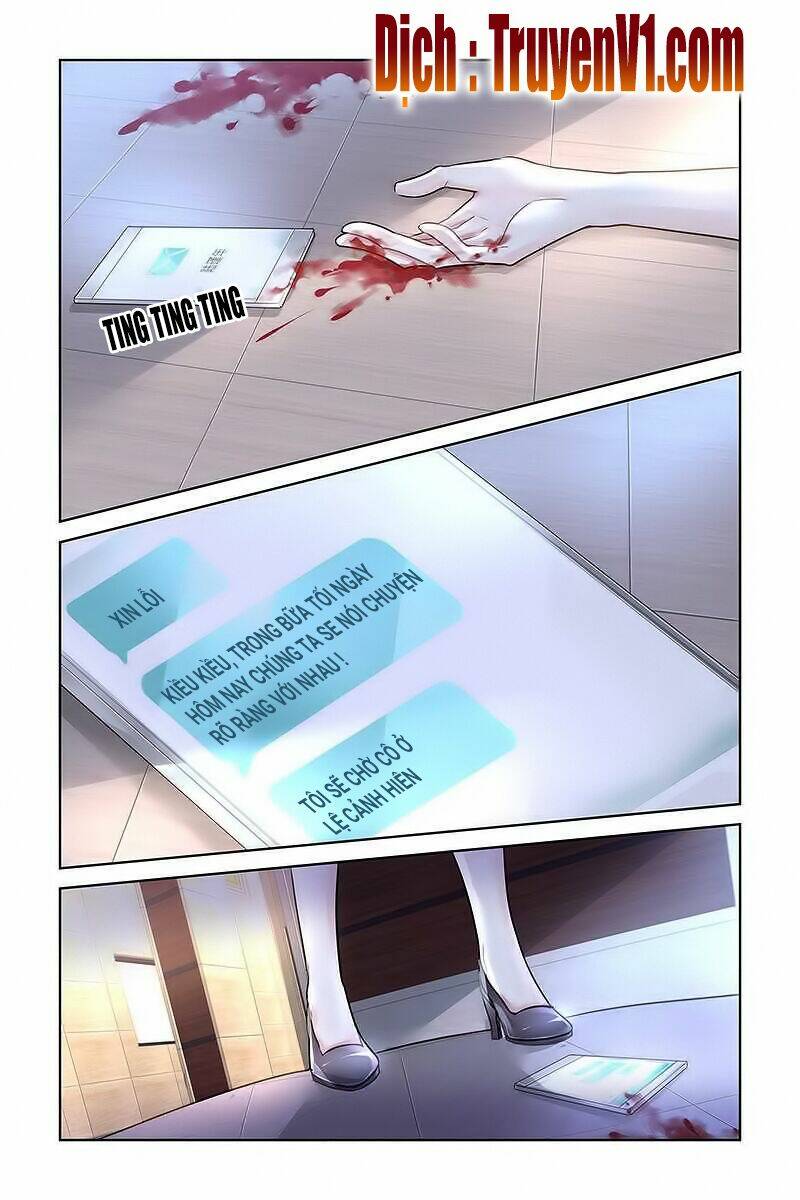 Dịch : TruyenV1.com
TING TING TING
XIN LỖI
KIỀU KIỀU, TRONG BỮA TỐI NGÀY
HÔM NAY CHÚNG TA SẼ NÓI CHUYỆN
RÕ RÀNG VỚI NHAU !
TÔI SẼ CHỜ CÔ Ở
LỆ CẢNH HIÊN